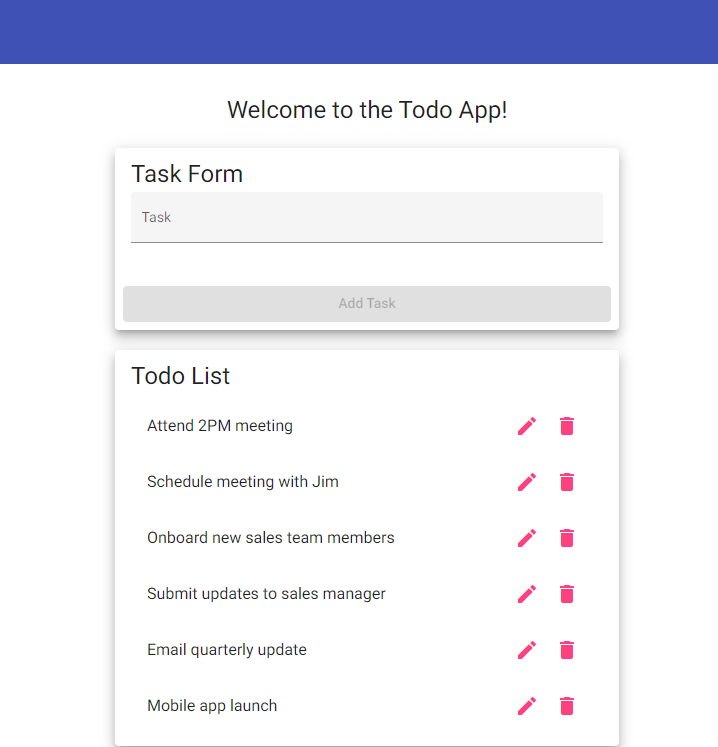 Welcome to the Todo App!
Task Form
Task
Add Task
Todo List
Attend 2PM meeting
Schedule meeting with Jim
Onboard new sales team members
Submit updates to sales manager
Email quarterly update
Mobile app launch